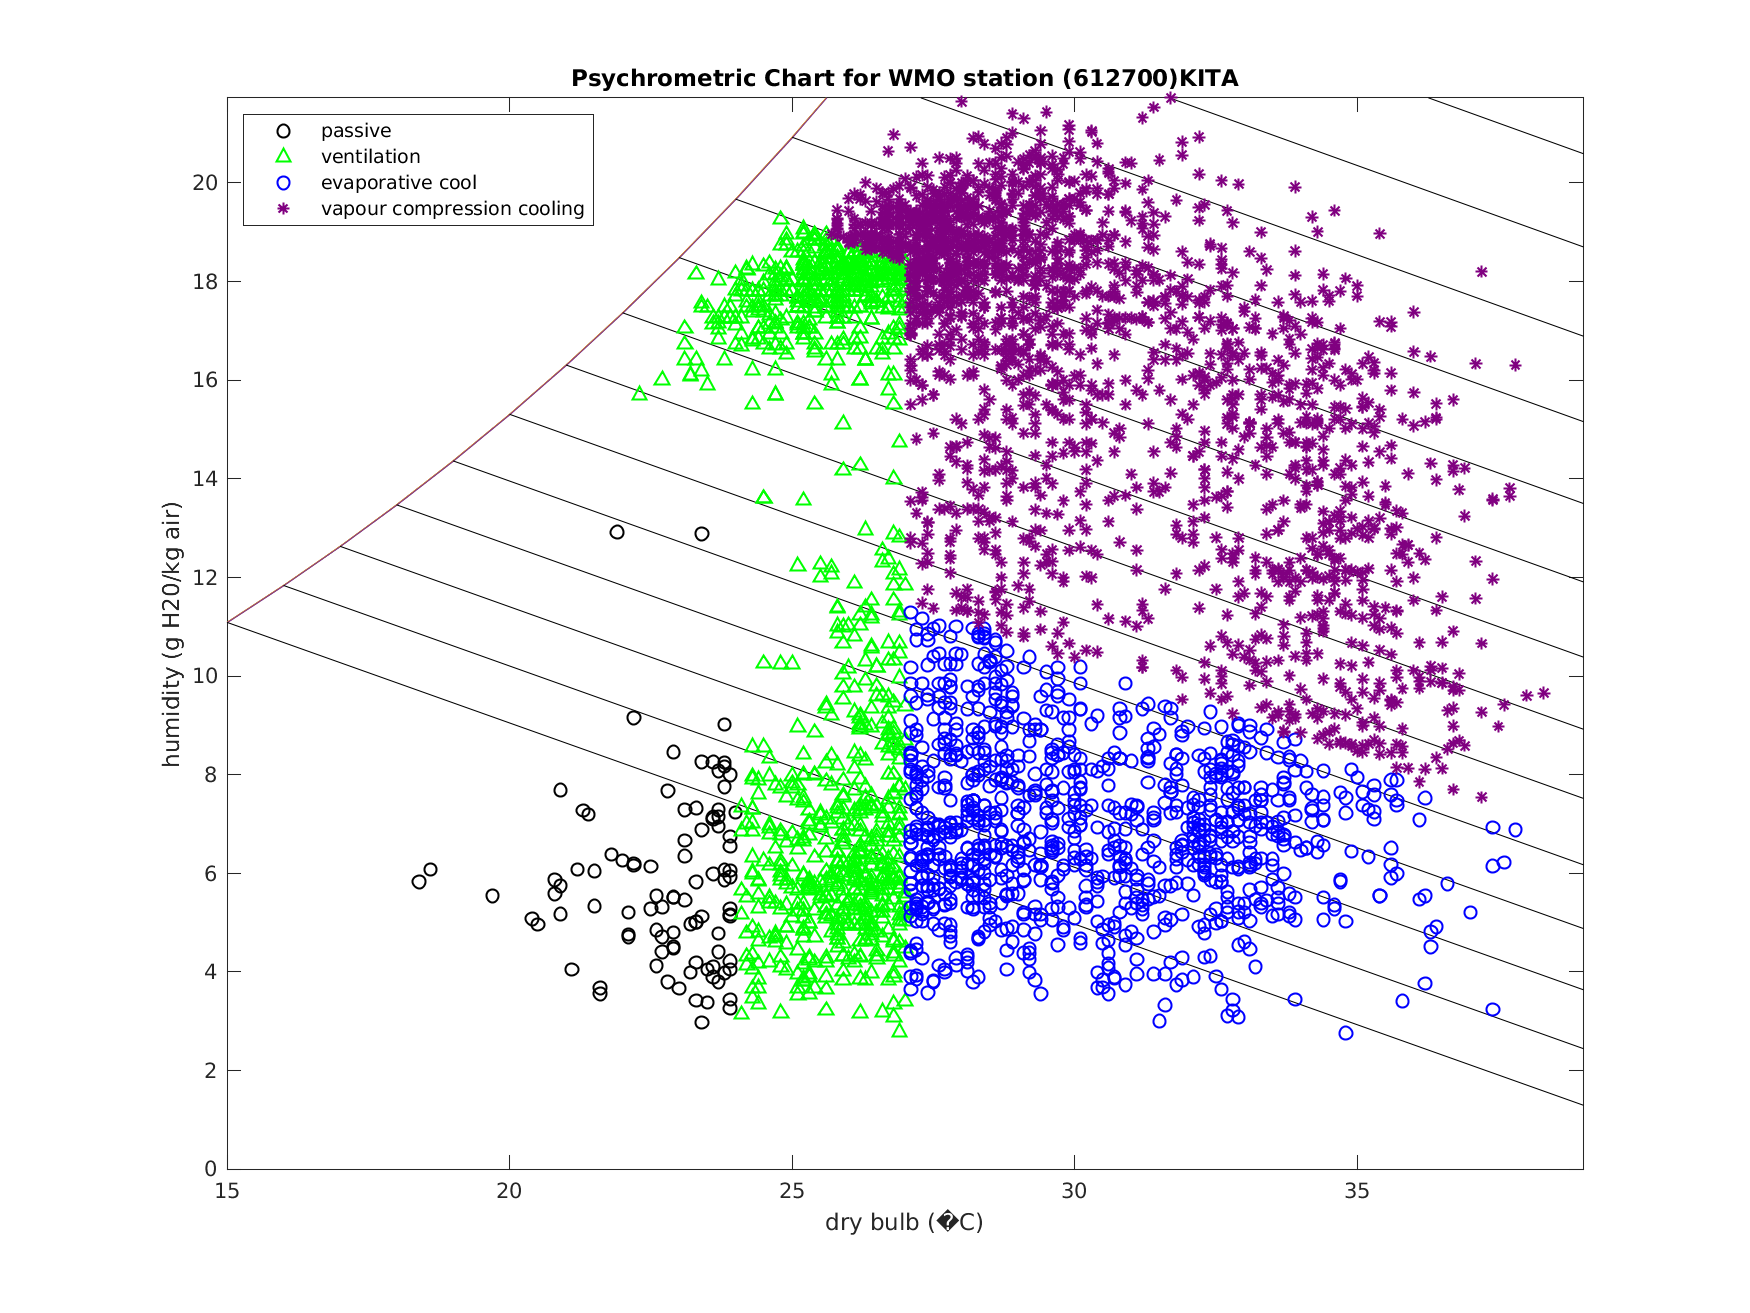 Psychrometric Chart for WMO station (612700)KITA
passive
ventilation
evaporative cool
vapour compression cooling
humidity (g H20/kg air)
20
18
16
14
12
10
8
6
4
2
0
15 20 25 30 35
dry bulb (�C)